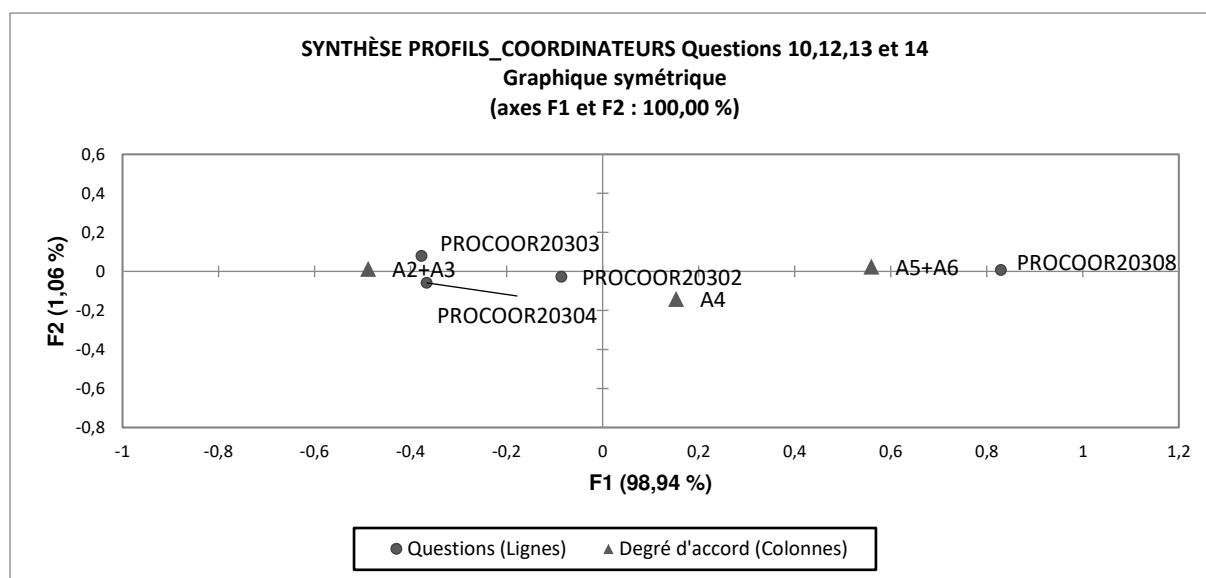 SYNTHÈSE PROFILS_COORDINATEURS Questions 10,12,13 et 14
Graphique symétrique
(axes F1 et F2 : 100,00 %)
0,6
0,4
0,2
0
-0,2
-0,4
-0,6
-0,8
F2 (1,06 %)
PROCOOR20303
A2+A3
PROCOOR20304
PROCOOR20302
A4
A5+A6
PROCOOR20308
-1
-0,8
-0,6
-0,4
-0,2
0
0,2
0,4
0,6
0,8
1
1,2
F1 (98,94 %)
Questions (Lignes)
Degré d'accord (Colonnes)